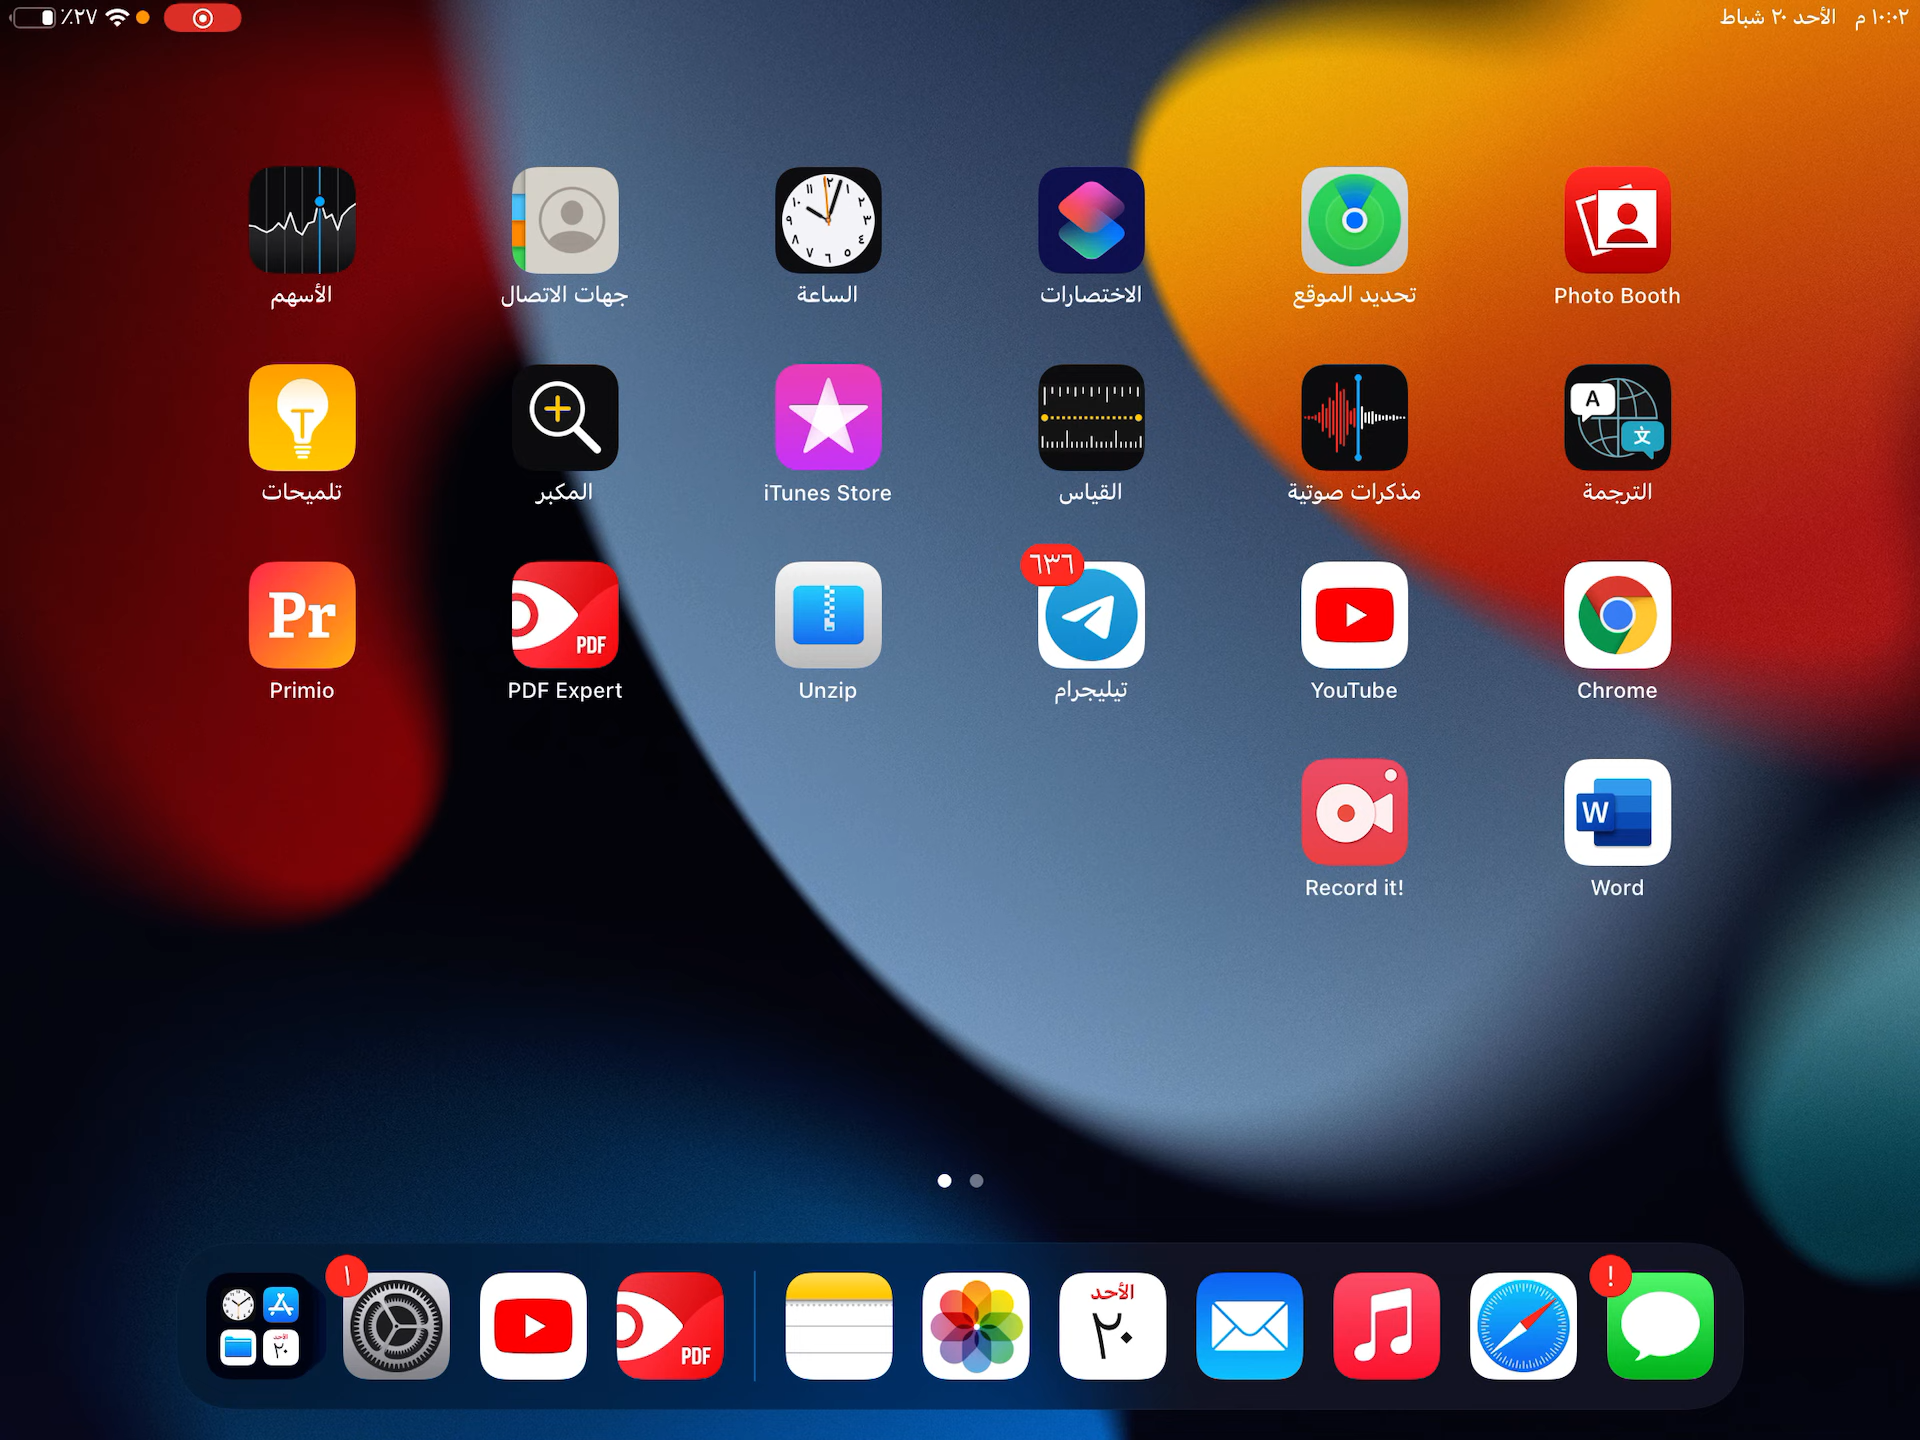 ١٠:٠٢ م الأحد ٢٠ شباط
٪٢٧
Photo Booth
تحديد الموقع
الاختصارات
الساعة
جهات الاتصال
الأسهم
الترجمة
مذكرات صوتية
القياس
iTunes Store
المكبر
تلميحات
Chrome
YouTube
٦٣٦
تيليجرام
Unzip
PDF
PDF Expert
Pr
Primio
W
Word
Record it!
!
الأحد
٢٠
PDF
١
الأحد
٢٠